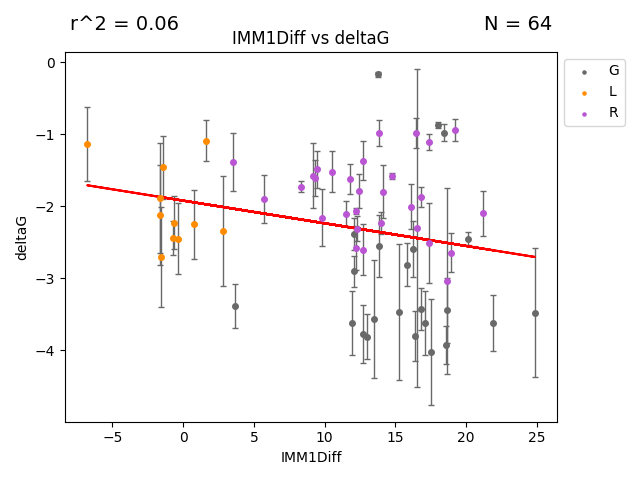 r^2 = 0.06
N = 64
IMM1Diff vs deltaG
G
L
R
0
−1
−2
−3
−4
deltaG
−5
0
5
10
15
20
25
IMM1Diff